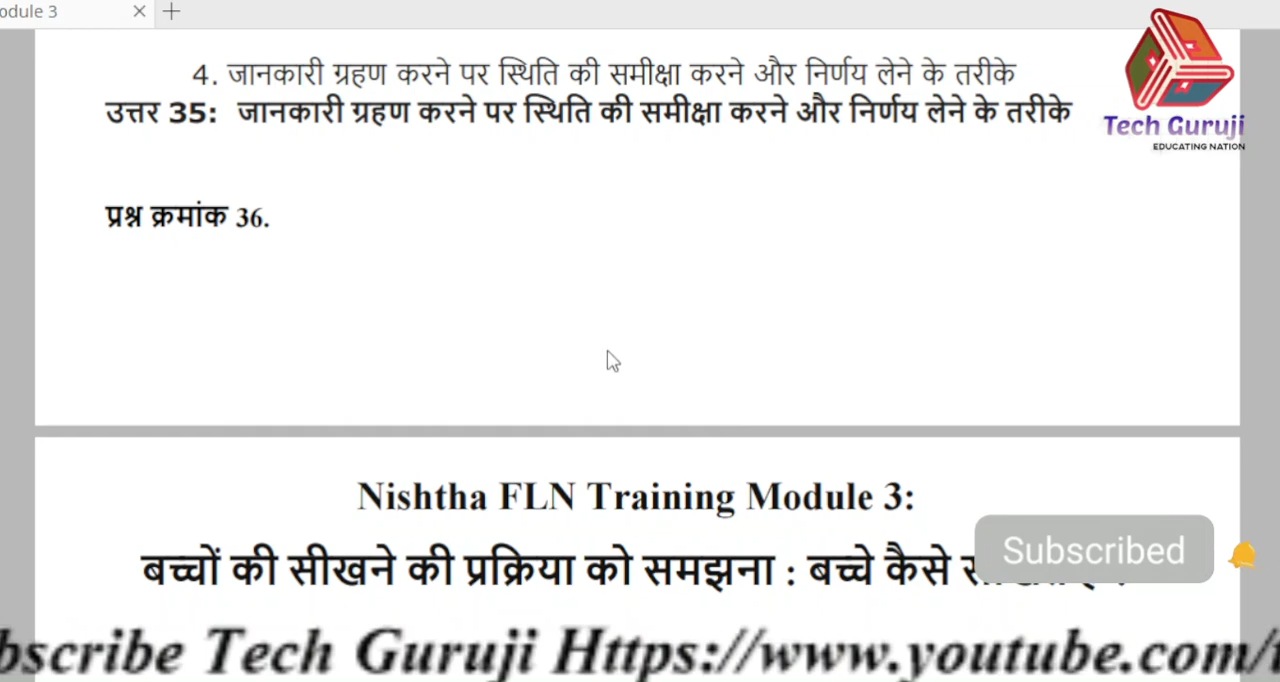 odule 3
4. जानकारी ग्रहण करने पर स्थिति की समीक्षा करने और निर्णय लेने के तरीके
उत्तर 35: जानकारी ग्रहण करने पर स्थिति की समीक्षा करने और निर्णय लेने के तरीके
Tech Guruji
EDUCATING NATION
प्रश्न क्रमांक 36.
Nishtha FLN Training Module 3:
बच्चों की सीखने की प्रक्रिया को समझना : बच्चे कैसे
Subscribed
bscribe Tech Guruji Https://www.youtube.com/t